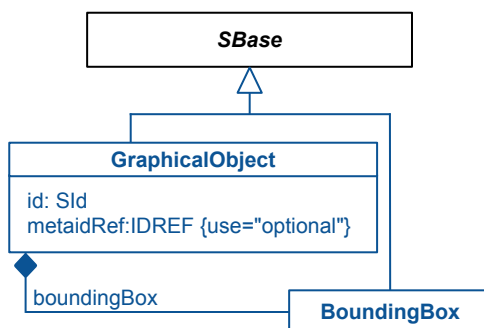 SBase
GraphicalObject
id: SId
metaidRef:IDREF {use="optional"}
boundingBox
BoundingBox